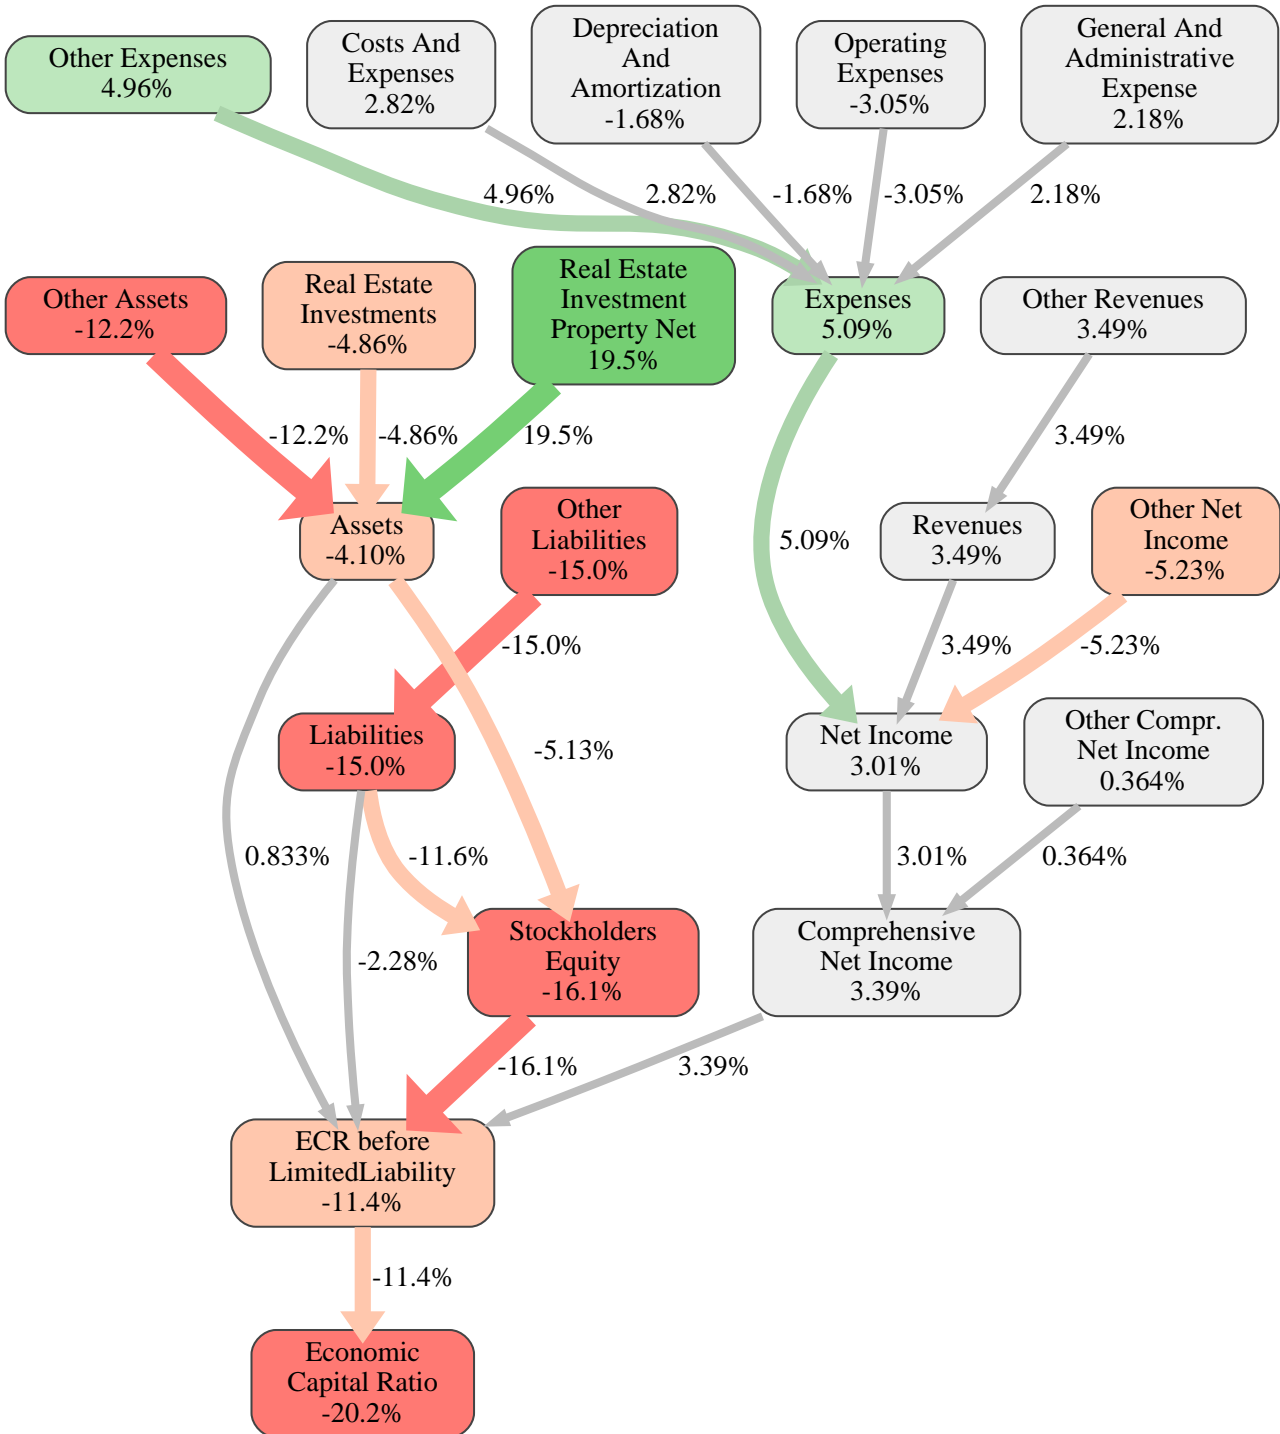 Other Expenses
4.96%
Costs And
Expenses
2.82%
Depreciation
And
Amortization
-1.68%
Operating
Expenses
-3.05%
General And
Administrative
Expense
2.18%
4.96%
2.82%
-1.68%
-3.05%
2.18%
Other Assets
-12.2%
Real Estate
Investments
-4.86%
Real Estate
Investment
Property Net
19.5%
Expenses
5.09%
Other Revenues
3.49%
-12.2%
-4.86%
19.5%
3.49%
Assets
-4.10%
Other
Liabilities
-15.0%
5.09%
Revenues
3.49%
Other Net
Income
-5.23%
-15.0%
3.49%
-5.23%
Liabilities
-15.0%
-5.13%
Net Income
3.01%
Other Compr.
Net Income
0.364%
0.833%
-11.6%
3.01%
0.364%
-2.28%
Stockholders
Equity
-16.1%
Comprehensive
Net Income
3.39%
-16.1%
3.39%
ECR before
LimitedLiability
-11.4%
-11.4%
Economic
Capital Ratio
-20.2%